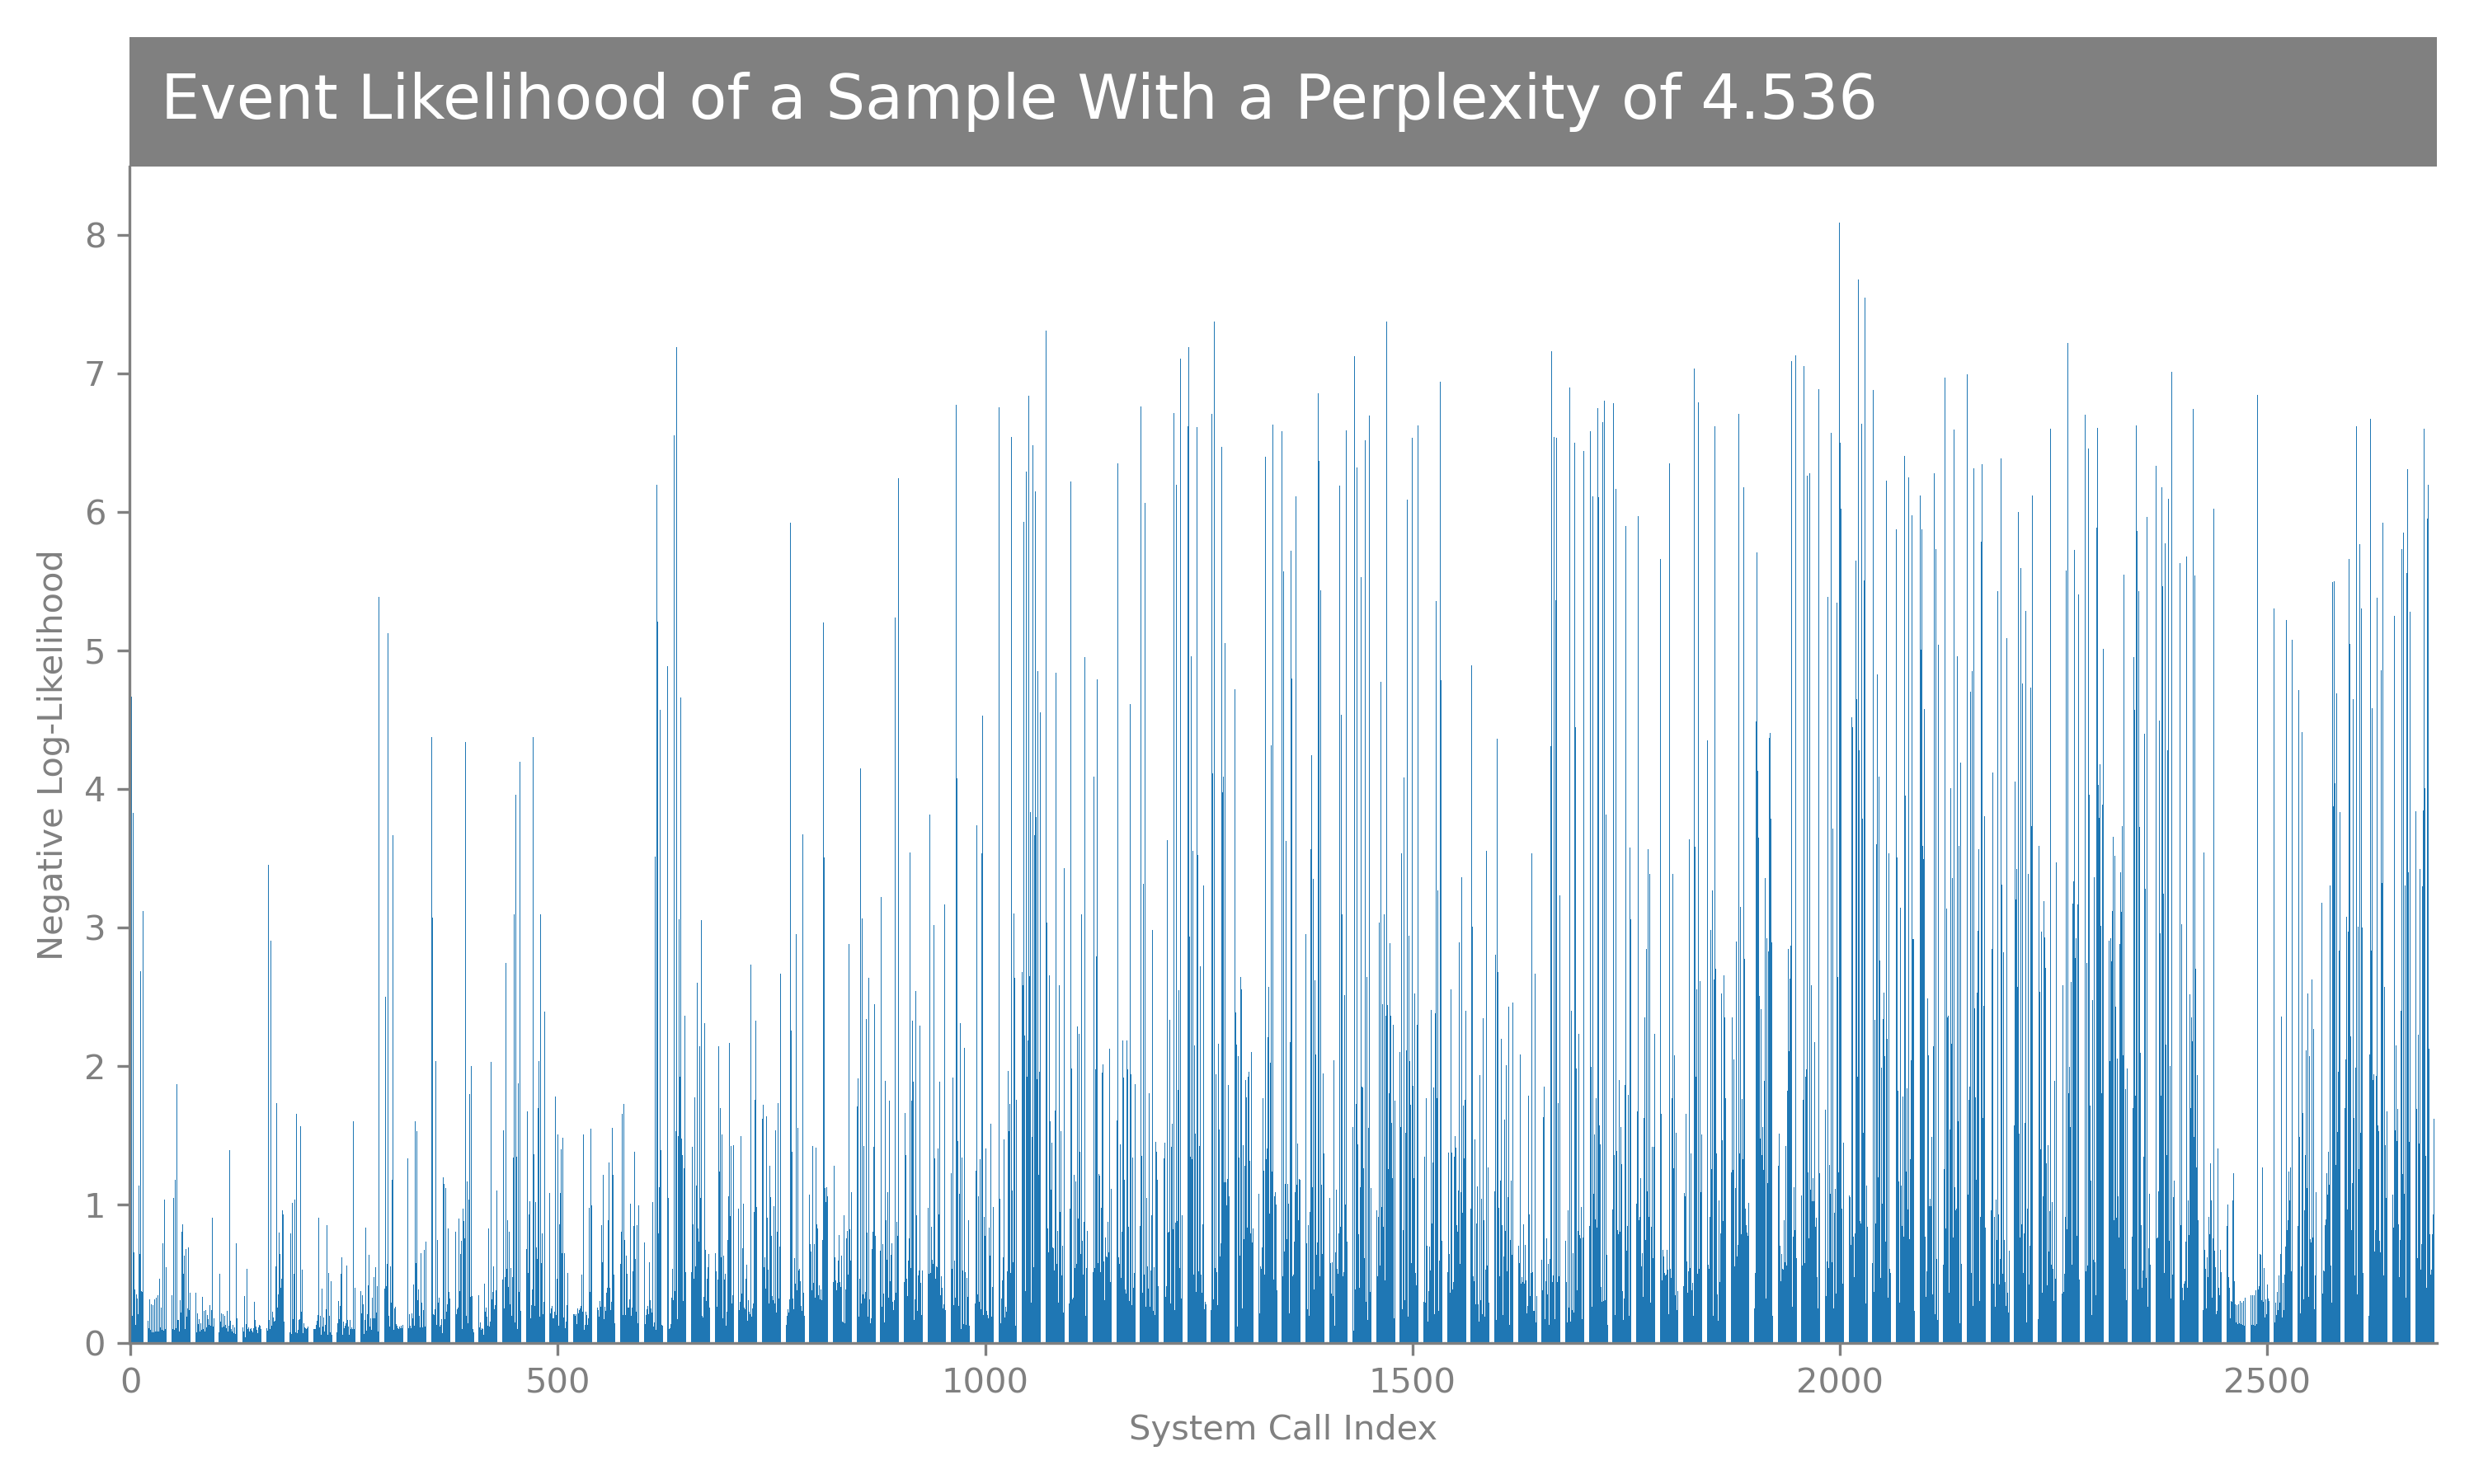 Event Likelihood of a Sample With a Perplexity of 4.536
8
7
6
5
4
3
2
1
0
Negative Log-Likelihood
0 500 1000 1500 2000 2500
System Call Index